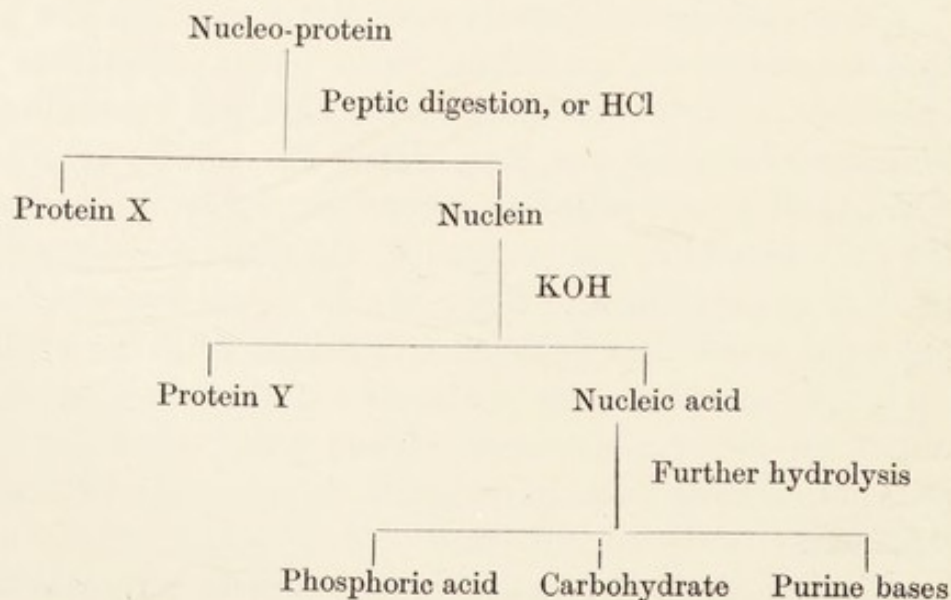 Nucleo-protein
Peptic digestion, or HCl
Protein X Nuclein
KOH
Protein Y Nucleic acid
Further hydrolysis
Phosphoric acid Carbohydrate Purine bases